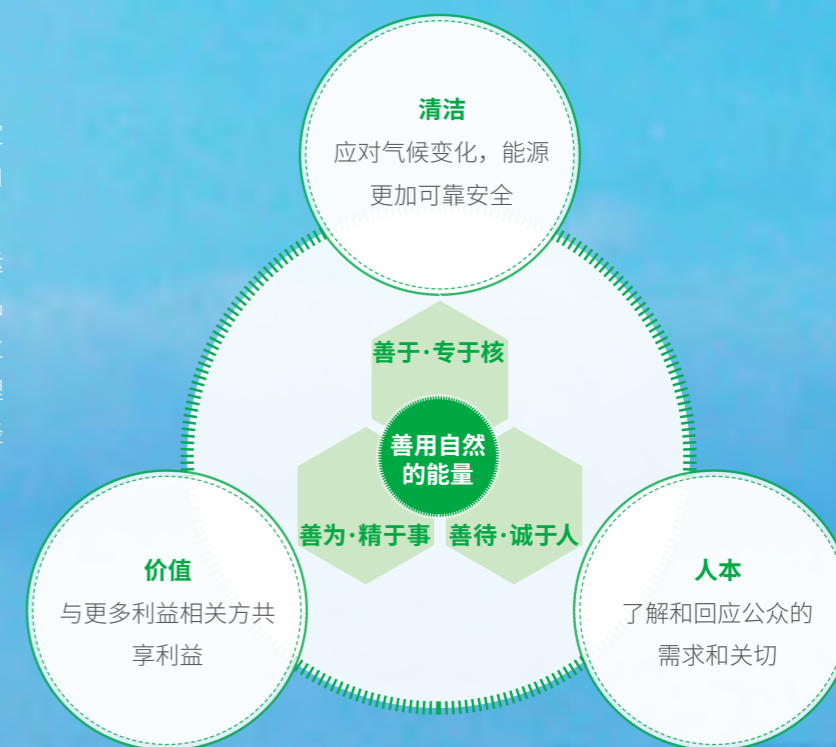 清洁
应对气候变化，能源
更加可靠安全
善于·专于核
善用自然
的能量
善为·精于事
善待·诚于人
价值
与更多利益相关方共
享利益
人本
了解和回应公众的
需求和关切